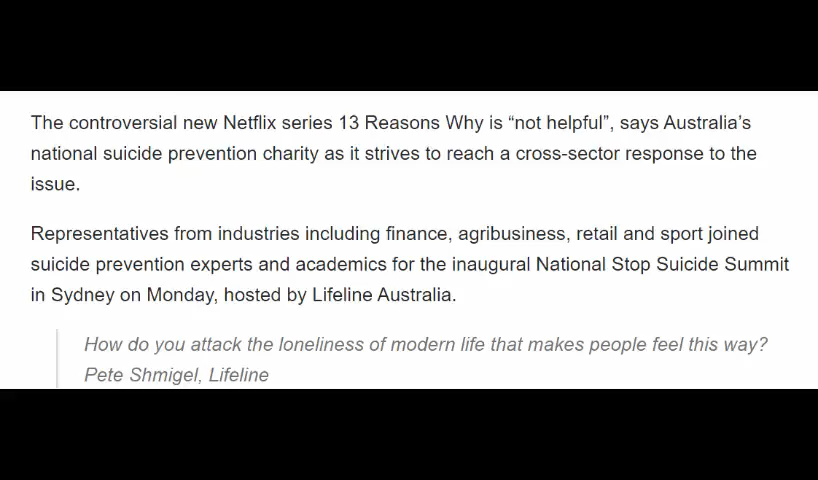 The controversial new Netflix series 13 Reasons Why is “not helpful”, says Australia’s
national suicide prevention charity as it strives to reach a cross-sector response to the
issue.
Representatives from industries including finance, agribusiness, retail and sport joined
suicide prevention experts and academics for the inaugural National Stop Suicide Summit
in Sydney on Monday, hosted by Lifeline Australia.
How do you attack the loneliness of modern life that makes people feel this way?
Pete Shmigel, Lifeline